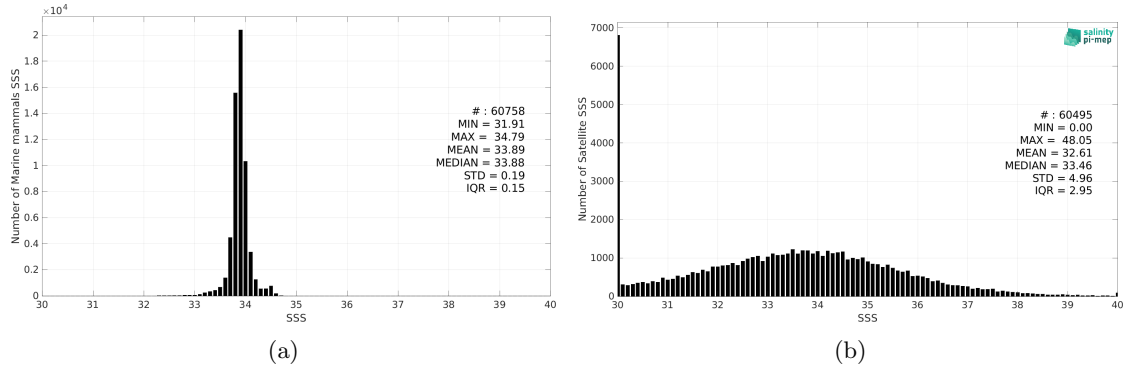 ×10⁴
2
1.8
1.6
1.4
1.2
1
0.8
0.6
0.4
0.2
0
Number of Marine mammals SSS
# : 60758
MIN = 31.91
MAX = 34.79
MEAN = 33.89
MEDIAN = 33.88
STD = 0.19
IQR = 0.15
30 31 32 33 34 35 36 37 38 39 40
SSS
(a)
7000
6000
5000
4000
3000
2000
1000
0
Number of Satellite SSS
salinity
pi-mep
# : 60495
MIN = 0.00
MAX = 48.05
MEAN = 32.61
MEDIAN = 33.46
STD = 4.96
IQR = 2.95
30 31 32 33 34 35 36 37 38 39 40
SSS
(b)